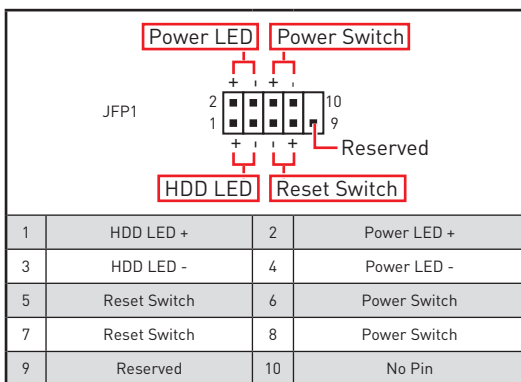 Power LED Power Switch
+ - + -
JFP1
2 10
1 9
+ - - +
Reserved
HDD LED Reset Switch
1 HDD LED + 2 Power LED +
3 HDD LED - 4 Power LED -
5 Reset Switch 6 Power Switch
7 Reset Switch 8 Power Switch
9 Reserved 10 No Pin